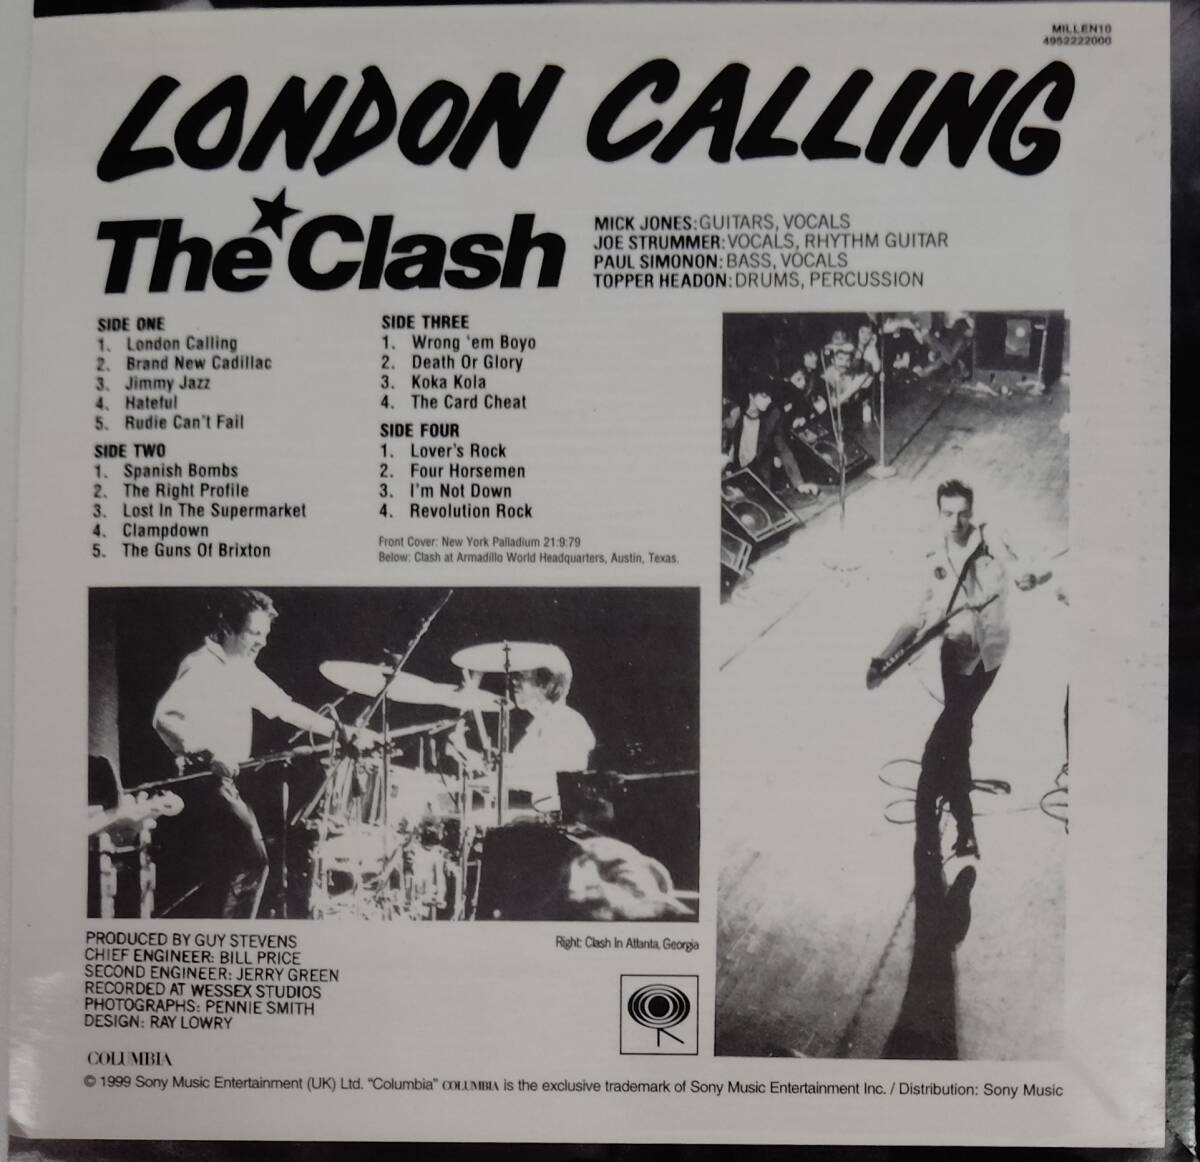 MILLEN10
4952222000
LONDON CALLING
The Clash
MICK JONES: GUITARS, VOCALS
JOE STRUMMER: VOCALS, RHYTHM GUITAR
PAUL SIMONON: BASS, VOCALS
TOPPER HEADON: DRUMS, PERCUSSION
SIDE ONE
1. London Calling
2. Brand New Cadillac
3. Jimmy Jazz
4. Hateful
5. Rudie Can't Fail
SIDE TWO
1. Spanish Bombs
2. The Right Profile
3. Lost In The Supermarket
4. Clampdown
5. The Guns Of Brixton
SIDE THREE
1. Wrong 'em Boyo
2. Death Or Glory
3. Koka Kola
4. The Card Cheat
SIDE FOUR
1. Lover's Rock
2. Four Horsemen
3. I'm Not Down
4. Revolution Rock
Front Cover: New York Palladium 21:9:79
Below: Clash at Armadillo World Headquarters, Austin, Texas.
PRODUCED BY GUY STEVENS
CHIEF ENGINEER: BILL PRICE
SECOND ENGINEER: JERRY GREEN
RECORDED AT WESSEX STUDIOS
PHOTOGRAPHS: PENNIE SMITH
DESIGN: RAY LOWRY
Right: Clash In Atlanta, Georgia
COLUMBIA
© 1999 Sony Music Entertainment (UK) Ltd. "Columbia" COLUMBIA is the exclusive trademark of Sony Music Entertainment Inc. / Distribution: Sony Music